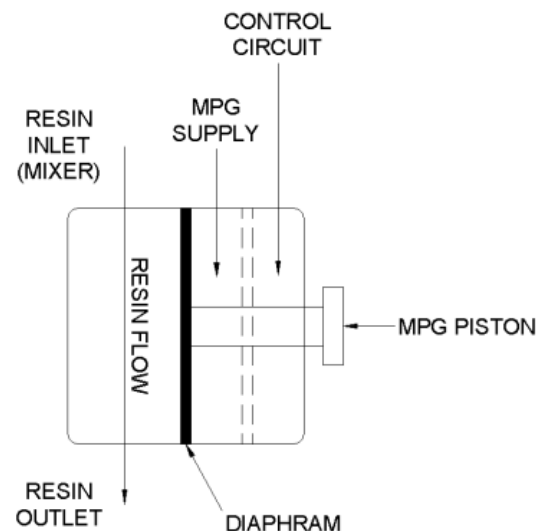 CONTROL
CIRCUIT
MPG
SUPPLY
RESIN
INLET
(MIXER)
RESIN FLOW
MPG PISTON
RESIN
OUTLET
DIAPHRAM